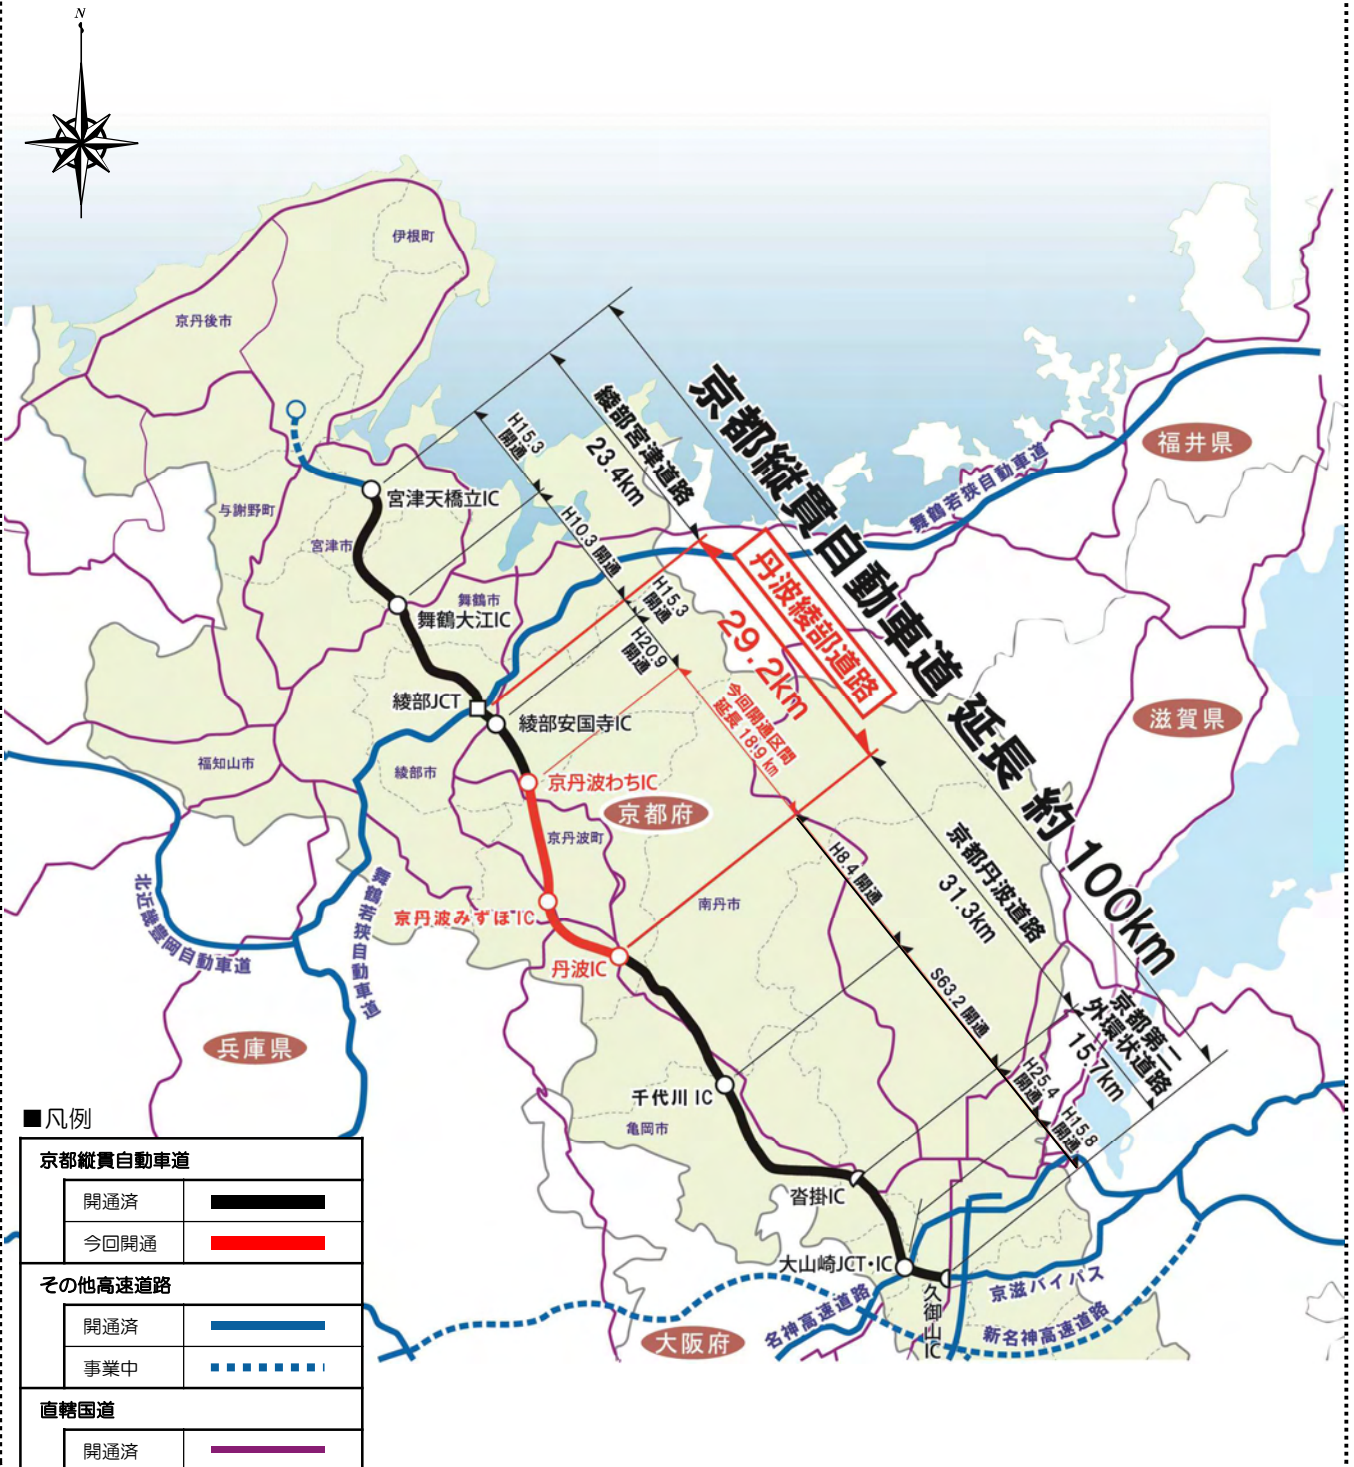 N
伊根町
京丹後市
京都縦貫自動車道 延長 約 100km
綾部宮津道路
23.4km
H15.3
開通
H10.3 開通
H15.3
開通
H20.9
開通
丹波綾部道路
29.2km
今回開通区間
延長 18.9 km
福井県
舞鶴若狭自動車道
宮津天橋立IC
与謝野町
宮津市
舞鶴市
舞鶴大江IC
綾部JCT
綾部安国寺IC
滋賀県
福知山市
綾部市
京丹波わちIC
京都府
京丹波町
京都丹波道路
31.3km
H8.4 開通
S63.2 開通
H25.4
開通
H15.8
開通
京都第二
外環状道路
15.7km
南丹市
京丹波みずほIC
丹波IC
北近畿豊岡自動車道
舞鶴若狭自動車道
兵庫県
千代川 IC
亀岡市
沓掛IC
大山崎JCT・IC
久御山IC
京滋バイパス
名神高速道路
新名神高速道路
大阪府
■凡例
京都縦貫自動車道
開通済
今回開通
その他高速道路
開通済
事業中
直轄国道
開通済